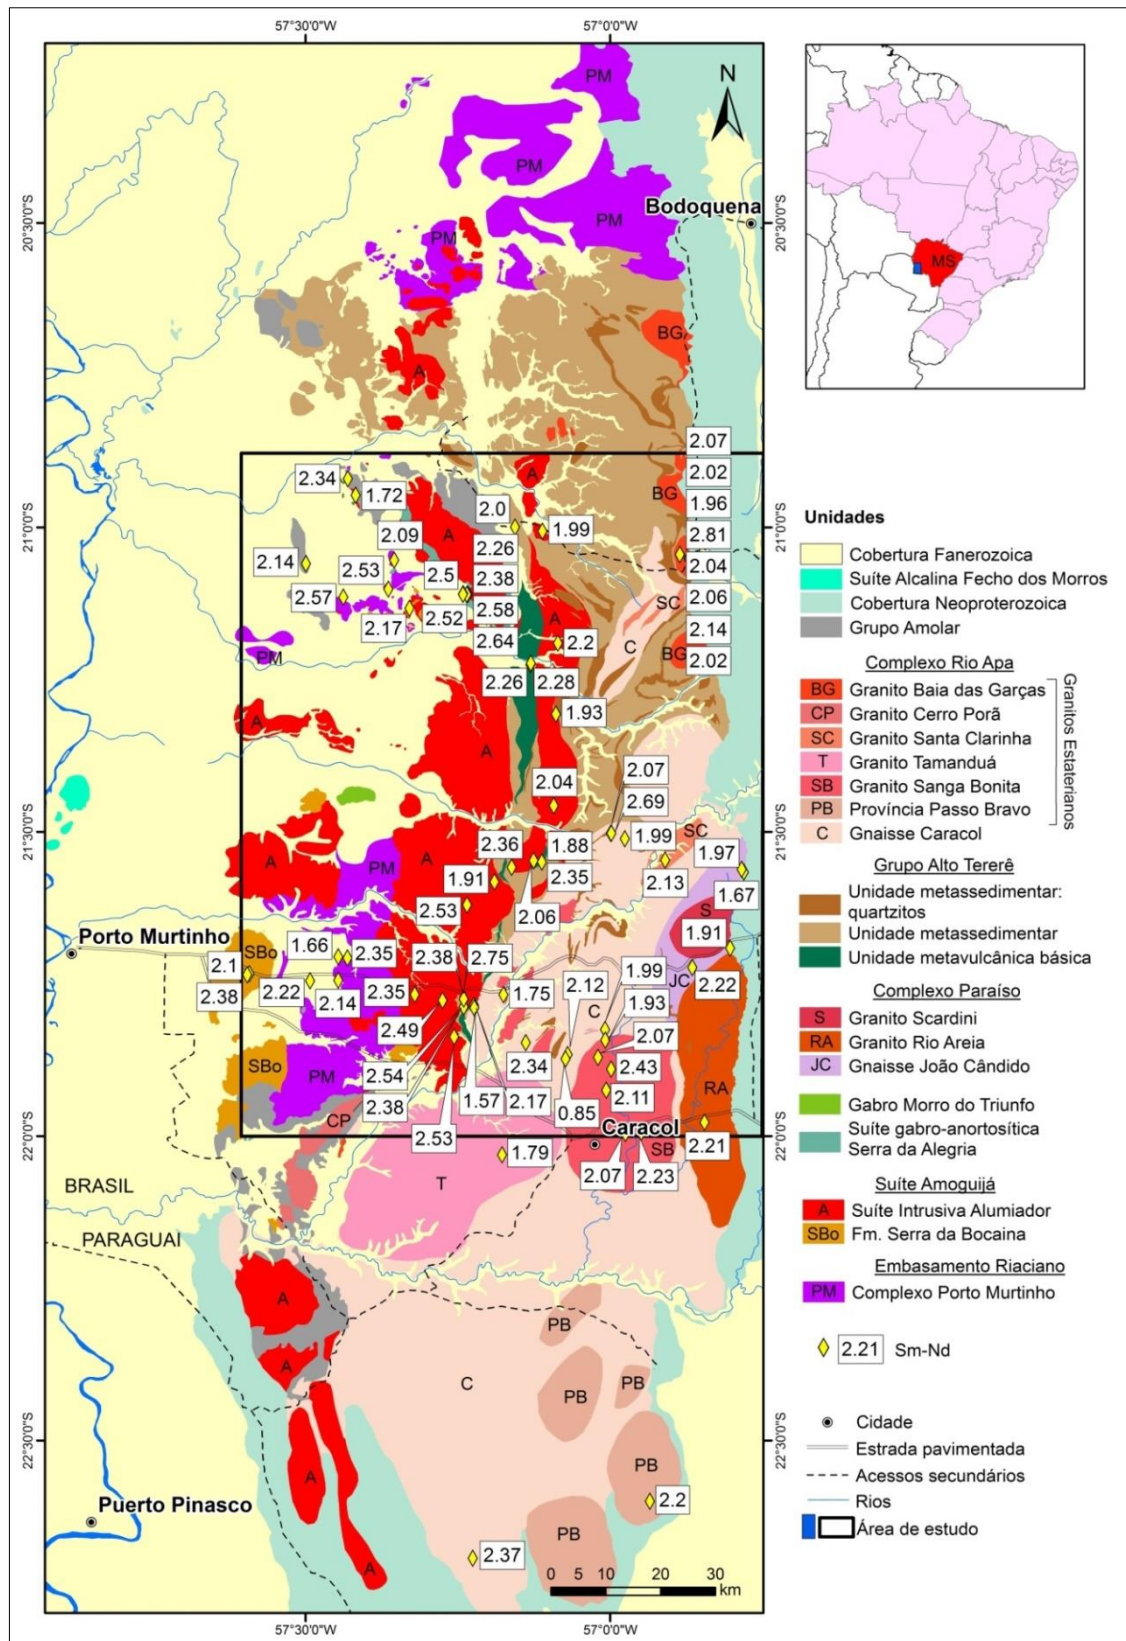 57°30'0"W
57°0'0"W
N
PM
PM
PM
PM
Bodoquena
20°30'0"S
20°30'0"S
BG
A
2.07
2.02
1.96
2.81
2.04
2.06
2.14
2.02
2.34
1.72
2.0
A
BG
1.99
2.09
A
2.26
21°0'0"S
21°0'0"S
2.14
2.53
2.5
2.38
2.57
2.58
SC
2.17
2.52
2.64
A
2.2
C
BG
PM
2.26
2.28
1.93
A
A
2.04
2.07
2.69
21°30'0"S
21°30'0"S
2.36
1.88
1.99
SC
1.97
A
PM
A
1.91
2.35
2.13
1.67
2.53
2.06
S
1.91
Porto Murtinho
SBo
1.66
2.35
2.38
2.75
1.99
2.1
2.12
JC
2.22
2.38
2.22
2.14
2.35
1.75
1.93
C
2.49
2.07
SBo
PM
2.54
2.34
2.43
RA
2.38
1.57
2.17
0.85
2.11
CP
2.53
Caracol
22°0'0"S
22°0'0"S
1.79
2.07
SB
2.23
2.21
T
BRASIL
PARAGUAI
A
PB
A
C
PB
PB
22°30'0"S
22°30'0"S
A
PB
Puerto Pinasco
2.2
PB
2.37
A
0 5 10 20 30
km
57°30'0"W
57°0'0"W
MS
Unidades
Cobertura Fanerozoica
Suíte Alcalina Fecho dos Morros
Cobertura Neoproterozoica
Grupo Amolar
Complexo Rio Apa
BG Granito Baia das Garças
CP Granito Cerro Porã
SC Granito Santa Clarinha
T Granito Tamanduá
SB Granito Sanga Bonita
PB Província Passo Bravo
C Gnaisse Caracol
Granitos Estaterianos
Grupo Alto Tererê
Unidade metassedimentar:
quartzitos
Unidade metassedimentar
Unidade metavulcânica básica
Complexo Paraíso
S Granito Scardini
RA Granito Rio Areia
JC Gnaisse João Cândido
Gabro Morro do Triunfo
Suíte gabro-anortosítica
Serra da Alegria
Suíte Amoguijá
A Suíte Intrusiva Alumiador
SBo Fm. Serra da Bocaina
Embasamento Riaciano
PM Complexo Porto Murtinho
2.21 Sm-Nd
Cidade
Estrada pavimentada
Acessos secundários
Rios
Área de estudo